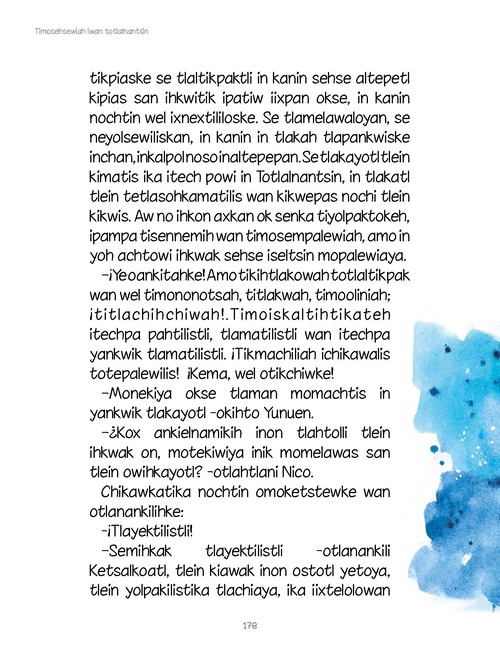 Timosehsewiah iwan totlalnantsin
tikpiaske se tlaltikpaktli in kanin sehse altepetl
kipias san ihkwitik ipatiw iixpan okse, in kanin
nochtin wel ixnextililoske. Se tlamelawaloyan, se
neyolsewiliskan, in kanin in tlakah tlapankwiske
inchan, inkalpolnoso inaltepepan. Se tlakayotl tlein
kimatis ika itech powi in Totlalnantsin, in tlakatl
tlein tetlasohkamatilis wan kikwepas nochi tlein
kikwis. Aw no ihkon axkan ok senka tiyolpaktokeh,
ipampa tisennemih wan timosempalewiah, amo in
yoh achtowi ihkwak sehse iseltsin mopalewiaya.
–¡Yeoankitahke! Amo tikihtlakowah totlaltikpak
wan wel timononotsah, titlakwah, timooliniah;
¡titlachihchiwah!. Timoiskaltihtikateh
itechpa pahtilistli, tlamatilistli wan itechpa
yankwik tlamatilistli. ¡Tikmachiliah ichikawalis
totepalewilis! ¡Kema, wel otikchiwke!
–Monekiya okse tlaman momachtis in
yankwik tlakayotl -okihto Yunuen.
–¿Kox ankielnamikih inon tlahtolli tlein
ihkwak on, motekiwiya inik momelawas san
tlein owihkayotl? -otlahtlani Nico.
Chikawkatika nochtin omoketstewke wan
otlanankilihke:
-¡Tlayektilistli!
–Semihkak tlayektilistli -otlanankili
Ketsalkoatl, tlein kiawak inon ostotl yetoya,
tlein yolpakilistika tlachiaya, ika iixtelolowan
178